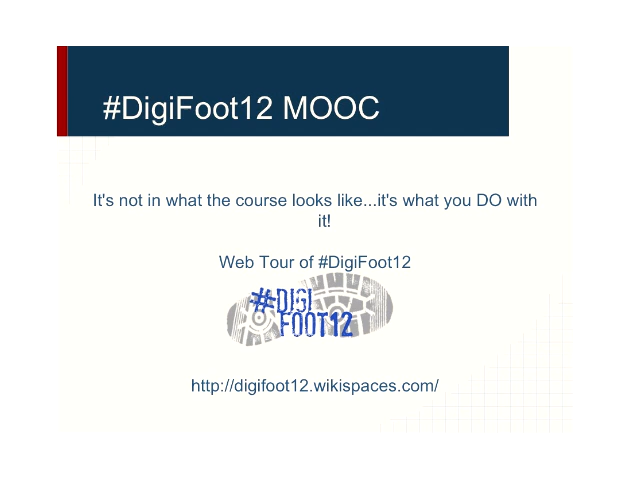 #DigiFoot12 MOOC
It's not in what the course looks like...it's what you DO with
it!
Web Tour of #DigiFoot12
#DIGI
FOOT12
http://digifoot12.wikispaces.com/